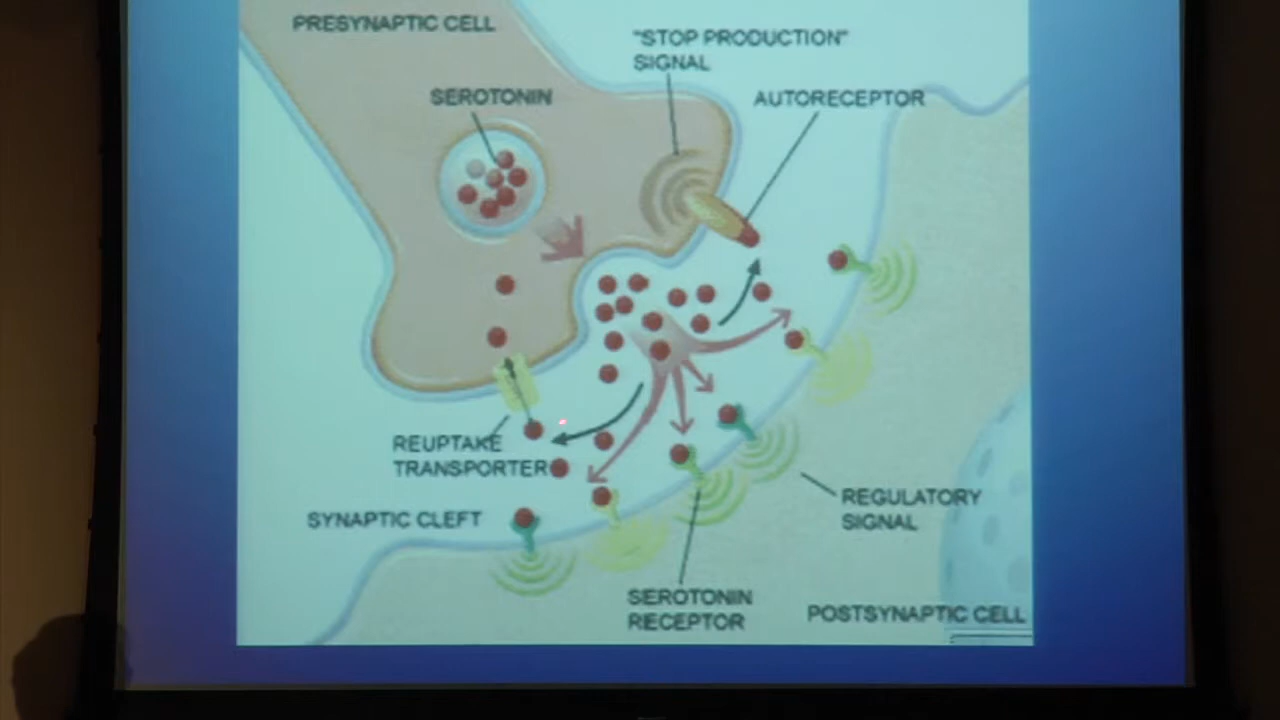 PRESYNAPTIC CELL
"STOP PRODUCTION"
SIGNAL
SEROTONIN
AUTORECEPTOR
REUPTAKE
TRANSPORTER
SYNAPTIC CLEFT
REGULATORY
SIGNAL
SEROTONIN
RECEPTOR
POSTSYNAPTIC CELL